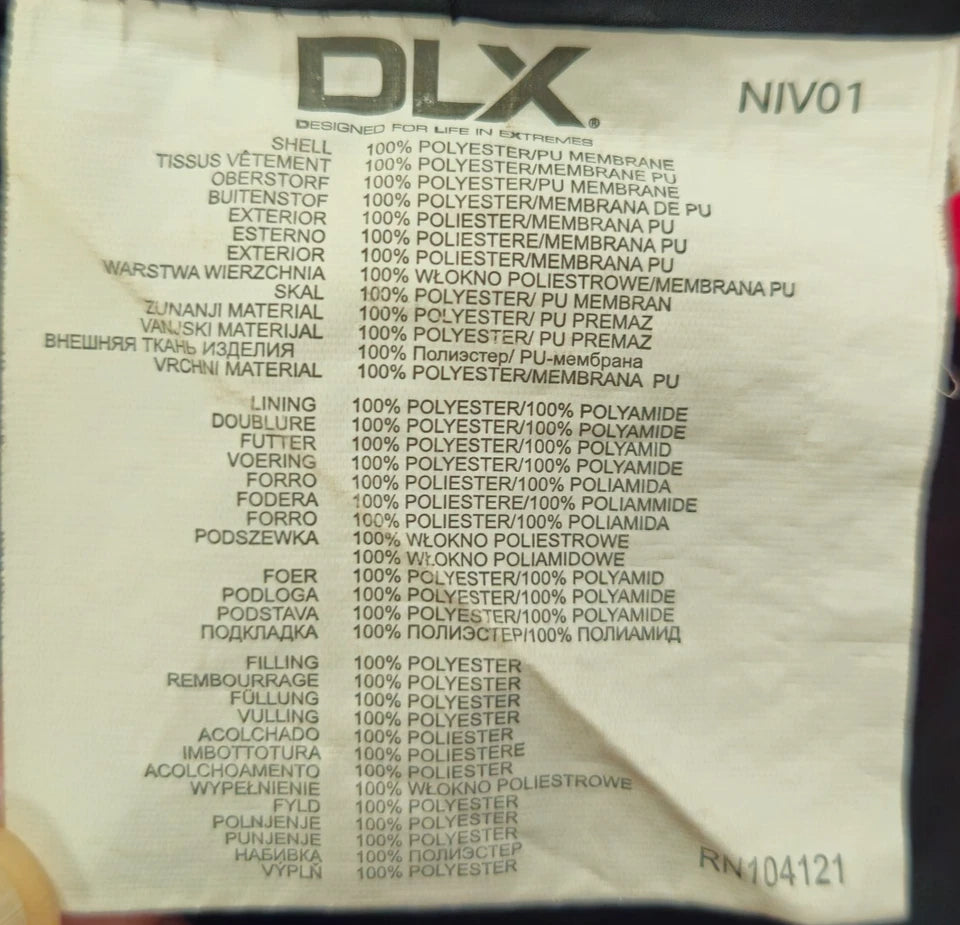 DLX®
NIV01
DESIGNED FOR LIFE IN EXTREMES
SHELL 100% POLYESTER/PU MEMBRANE
TISSUS VÊTEMENT 100% POLYESTER/MEMBRANE PU
OBERSTORF 100% POLYESTER/PU MEMBRANE
BUITENSTOF 100% POLYESTER/MEMBRANA DE PU
EXTERIOR 100% POLIESTER/MEMBRANA PU
ESTERNO 100% POLIESTERE/MEMBRANA PU
EXTERIOR 100% POLIESTER/MEMBRANA PU
WARSTWA WIERZCHNIA 100% WŁOKNO POLIESTROWE/MEMBRANA PU
SKAL 100% POLYESTER/ PU MEMBRAN
ZUNANJI MATERIAL 100% POLYESTER/ PU PREMAZ
VANJSKI MATERIJAL 100% POLYESTER/ PU PREMAZ
ВНЕШНЯЯ ТКАНЬ ИЗДЕЛИЯ 100% Полиэстер/ PU-мембрана
VRCHNI MATERIAL 100% POLYESTER/MEMBRANA PU
LINING 100% POLYESTER/100% POLYAMIDE
DOUBLURE 100% POLYESTER/100% POLYAMIDE
FUTTER 100% POLYESTER/100% POLYAMID
VOERING 100% POLYESTER/100% POLYAMIDE
FORRO 100% POLIESTER/100% POLIAMIDA
FODERA 100% POLIESTERE/100% POLIAMMIDE
FORRO 100% POLIESTER/100% POLIAMIDA
PODSZEWKA 100% WŁOKNO POLIESTROWE
100% WŁOKNO POLIAMIDOWE
FOER 100% POLYESTER/100% POLYAMID
PODLOGA 100% POLYESTER/100% POLYAMIDE
PODSTAVA 100% POLYESTER/100% POLYAMIDE
ПОДКЛАДКА 100% ПОЛИЭСТЕР/100% ПОЛИАМИД
FILLING 100% POLYESTER
REMBOURRAGE 100% POLYESTER
FÜLLUNG 100% POLYESTER
VULLING 100% POLYESTER
ACOLCHADO 100% POLIESTER
IMBOTTOTURA 100% POLIESTERE
ACOLCHOAMENTO 100% POLIESTER
WYPEŁNIENIE 100% WŁOKNO POLIESTROWE
FYLD 100% POLYESTER
POLNJENJE 100% POLYESTER
PUNJENJE 100% POLYESTER
НАБИВКА 100% ПОЛИЭСТЕР
VÝPLŇ 100% POLYESTER
RN104121